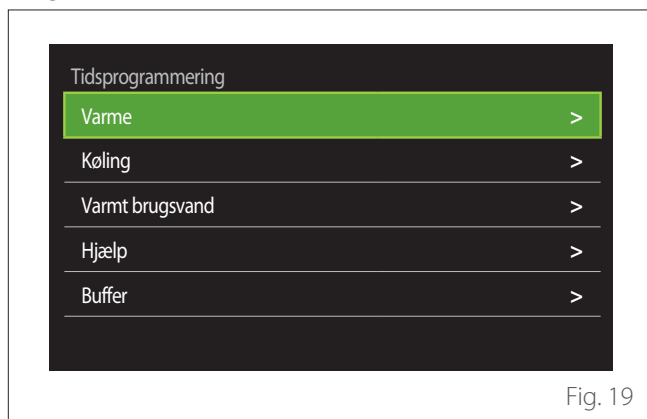 Tidsprogrammering
Varme >
Køling >
Varmt brugsvand >
Hjælp >
Buffer >
Fig. 19